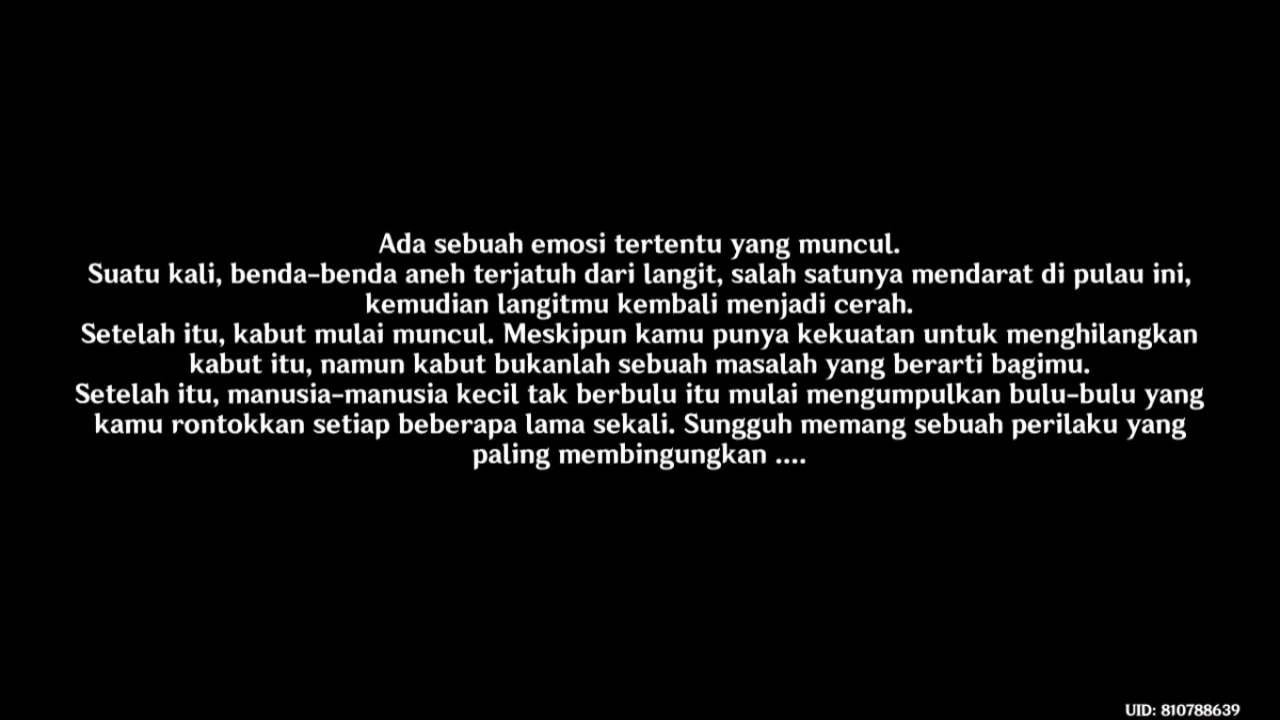 Ada sebuah emosi tertentu yang muncul.
Suatu kali, benda-benda aneh terjatuh dari langit, salah satunya mendarat di pulau ini,
kemudian langitmu kembali menjadi cerah.
Setelah itu, kabut mulai muncul. Meskipun kamu punya kekuatan untuk menghilangkan
kabut itu, namun kabut bukanlah sebuah masalah yang berarti bagimu.
Setelah itu, manusia-manusia kecil tak berbulu itu mulai mengumpulkan bulu-bulu yang
kamu rontokkan setiap beberapa lama sekali. Sungguh memang sebuah perilaku yang
paling membingungkan ....
UID: 810788639